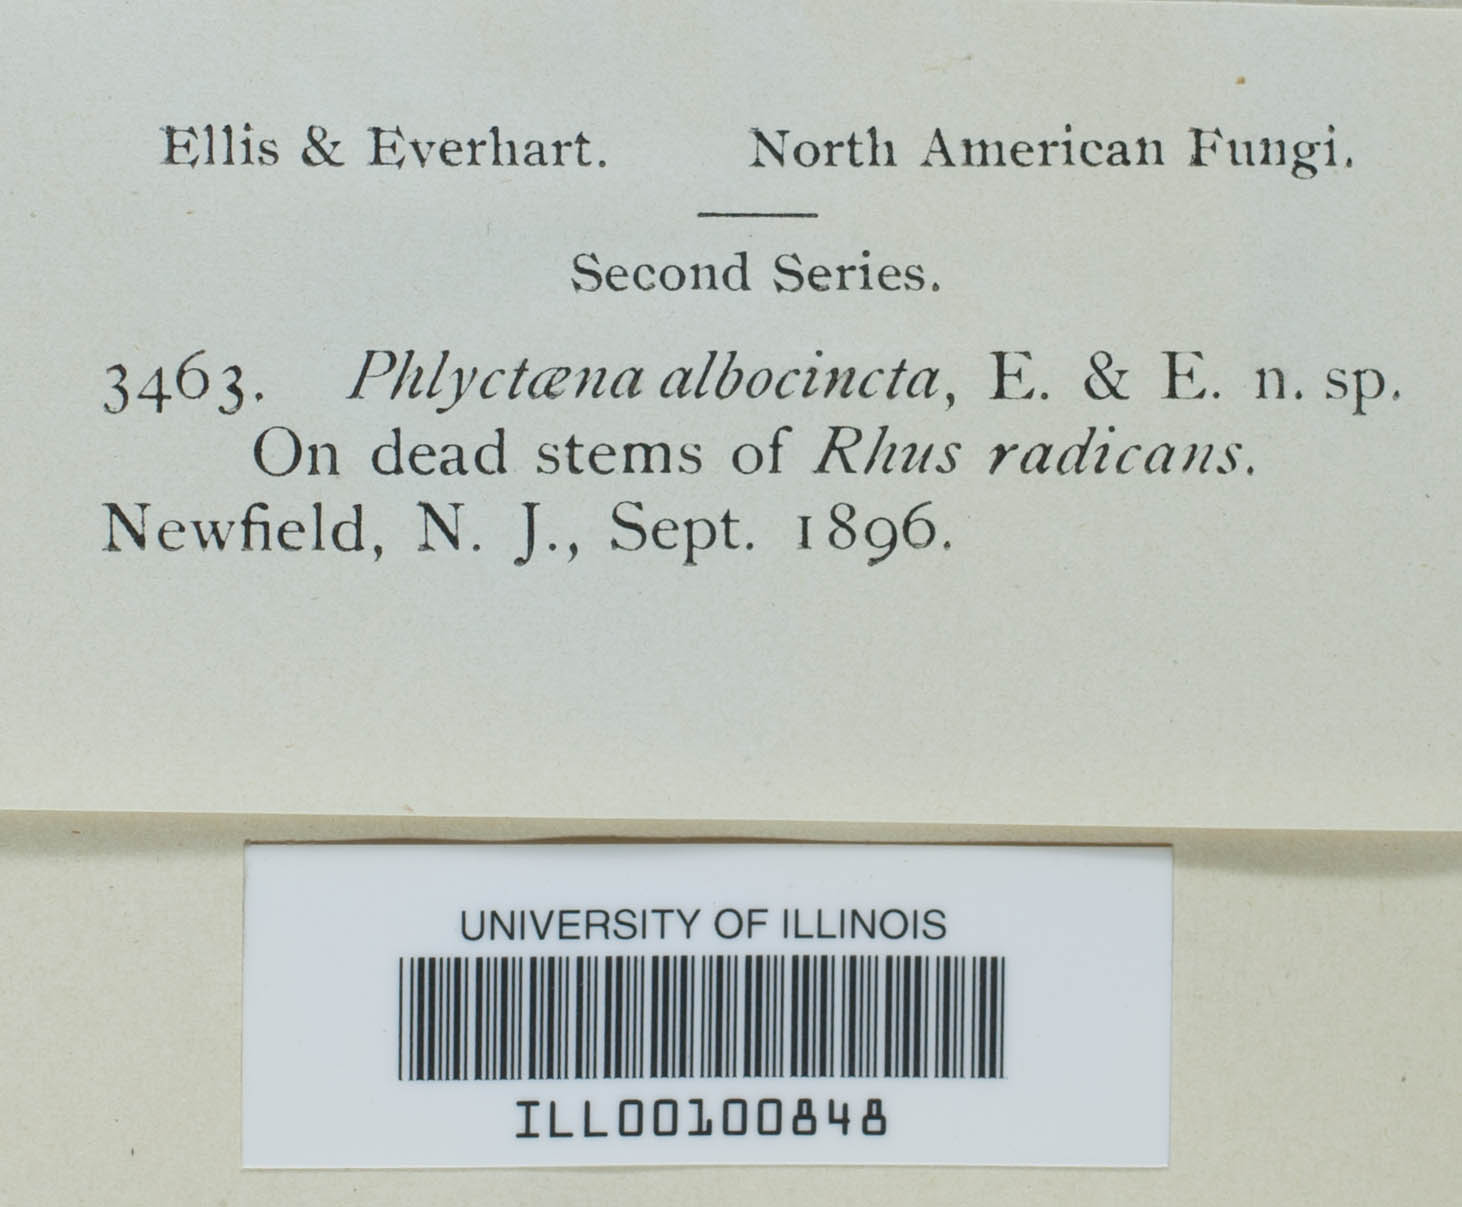 Ellis & Everhart. North American Fungi.
Second Series.
3463. Phlyctæna albocincta, E. & E. n. sp.
On dead stems of Rhus radicans.
Newfield, N. J., Sept. 1896.
UNIVERSITY OF ILLINOIS
ILL00100848